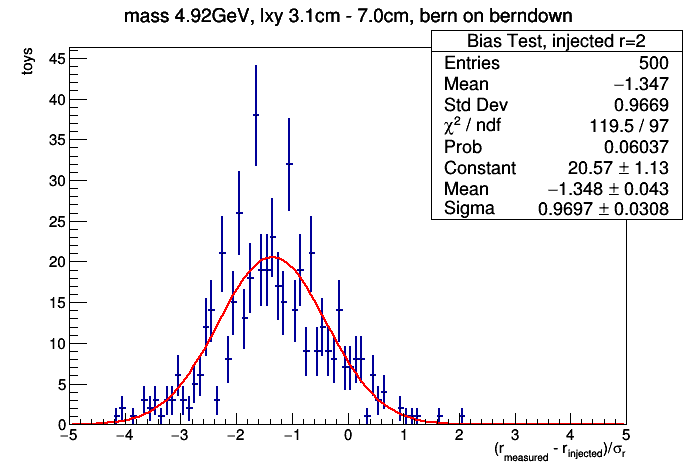 mass 4.92GeV, lxy 3.1cm - 7.0cm, bern on berndown
Bias Test, injected r=2
Entries 500
Mean −1.347
Std Dev 0.9669
χ² / ndf 119.5 / 97
Prob 0.06037
Constant 20.57 ± 1.13
Mean −1.348 ± 0.043
Sigma 0.9697 ± 0.0308
toys
45
40
35
30
25
20
15
10
5
0
−5 −4 −3 −2 −1 0 1 2 3 4 5
(r_measured - r_injected)/σ_r